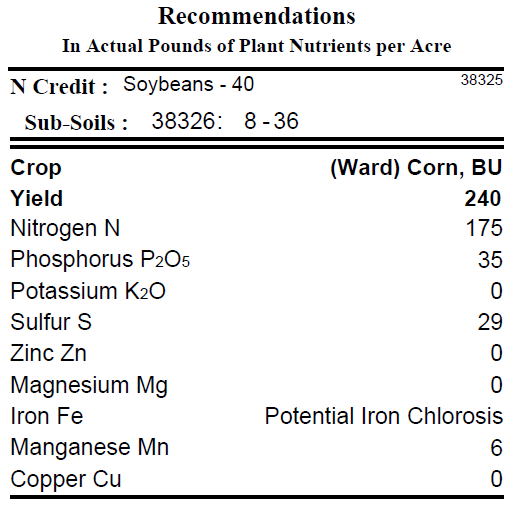 Recommendations
In Actual Pounds of Plant Nutrients per Acre
N Credit : Soybeans - 40 38325
Sub-Soils : 38326: 8 - 36
Crop (Ward) Corn, BU
Yield 240
Nitrogen N 175
Phosphorus P2O5 35
Potassium K2O 0
Sulfur S 29
Zinc Zn 0
Magnesium Mg 0
Iron Fe Potential Iron Chlorosis
Manganese Mn 6
Copper Cu 0